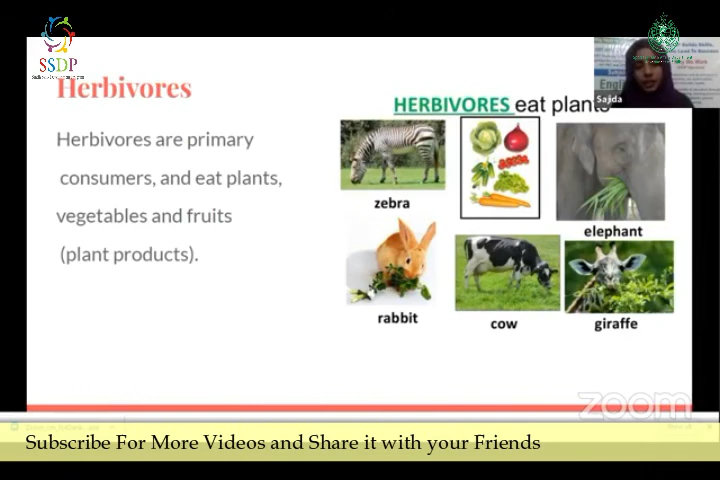 SSDP
Herbivores
Herbivores are primary
consumers, and eat plants,
vegetables and fruits
(plant products).
HERBIVORES eat plants
zebra
elephant
rabbit
cow
giraffe
Sajda
zoom
Subscribe For More Videos and Share it with your Friends